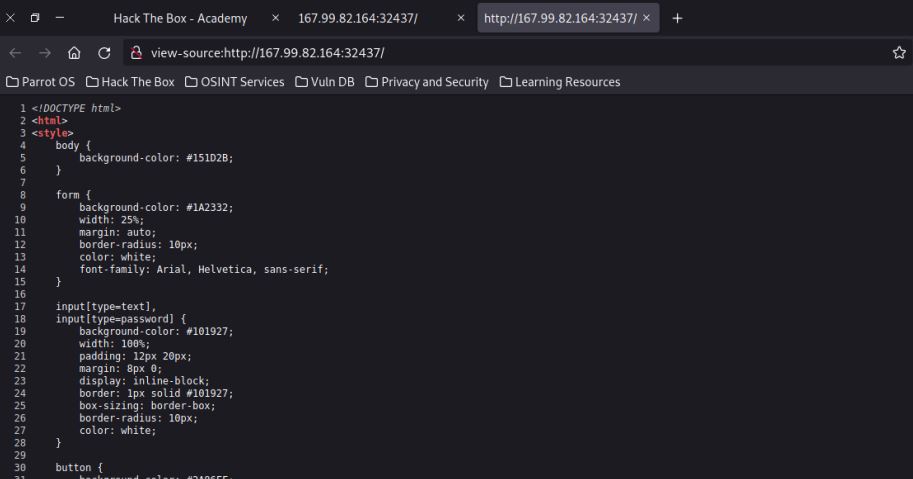 Hack The Box - Academy 167.99.82.164:32437/ http://167.99.82.164:32437/
view-source:http://167.99.82.164:32437/
Parrot OS Hack The Box OSINT Services Vuln DB Privacy and Security Learning Resources
1 <!DOCTYPE html>
2 <html>
3 <style>
4 body {
5 background-color: #151D2B;
6 }
7
8 form {
9 background-color: #1A2332;
10 width: 25%;
11 margin: auto;
12 border-radius: 10px;
13 color: white;
14 font-family: Arial, Helvetica, sans-serif;
15 }
16
17 input[type=text],
18 input[type=password] {
19 background-color: #101927;
20 width: 100%;
21 padding: 12px 20px;
22 margin: 8px 0;
23 display: inline-block;
24 border: 1px solid #101927;
25 box-sizing: border-box;
26 border-radius: 10px;
27 color: white;
28 }
29
30 button {